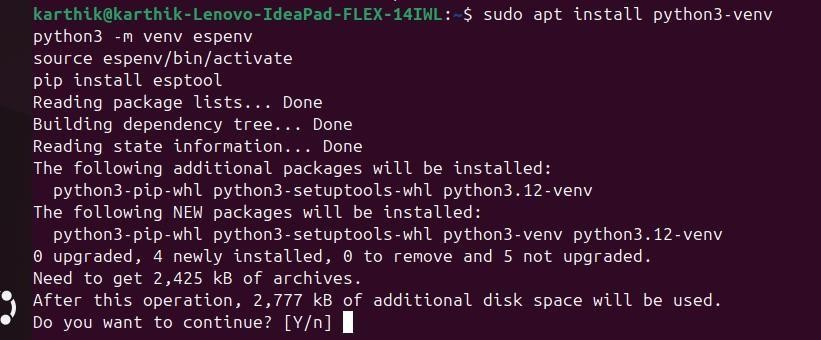 karthik@karthik-Lenovo-IdeaPad-FLEX-14IWL:~$ sudo apt install python3-venv
python3 -m venv espenv
source espenv/bin/activate
pip install esptool
Reading package lists... Done
Building dependency tree... Done
Reading state information... Done
The following additional packages will be installed:
  python3-pip-whl python3-setuptools-whl python3.12-venv
The following NEW packages will be installed:
  python3-pip-whl python3-setuptools-whl python3-venv python3.12-venv
0 upgraded, 4 newly installed, 0 to remove and 5 not upgraded.
Need to get 2,425 kB of archives.
After this operation, 2,777 kB of additional disk space will be used.
Do you want to continue? [Y/n]